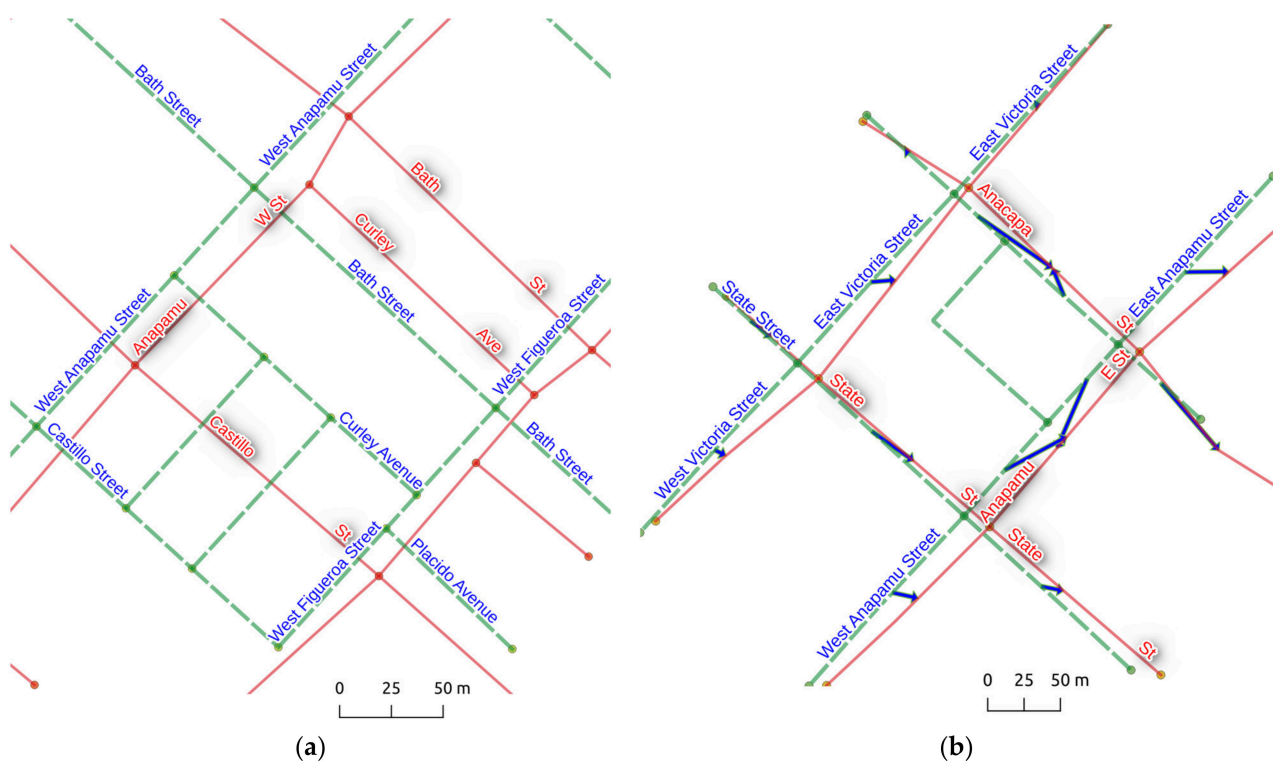 Bath Street
West Anapamu Street
Bath
W St
Curley
Bath Street
St
West Figueroa Street
Anapamu
West Anapamu Street
Ave
Castillo
Curley Avenue
Castillo Street
Bath Street
St
West Figueroa Street
Placido Avenue
0 25 50 m
(a)
East Victoria Street
Anacapa
East Anapamu Street
East Victoria Street
State Street
St
E St
State
West Victoria Street
St
Anapamu
State
West Anapamu Street
St
0 25 50 m
(b)